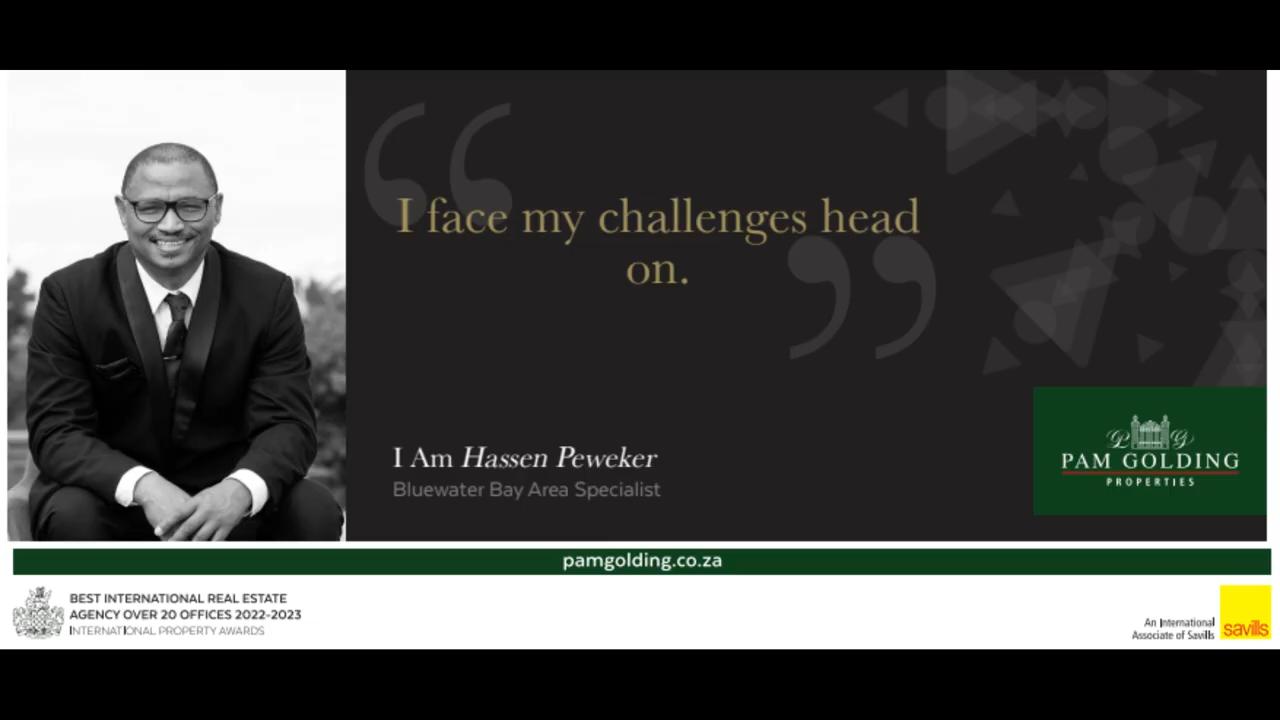 I face my challenges head
on.
I Am Hassen Peweker
Bluewater Bay Area Specialist
PG
PAM GOLDING
PROPERTIES
pamgolding.co.za
BEST INTERNATIONAL REAL ESTATE
AGENCY OVER 20 OFFICES 2022-2023
INTERNATIONAL PROPERTY AWARDS
An International
Associate of Savills
savills